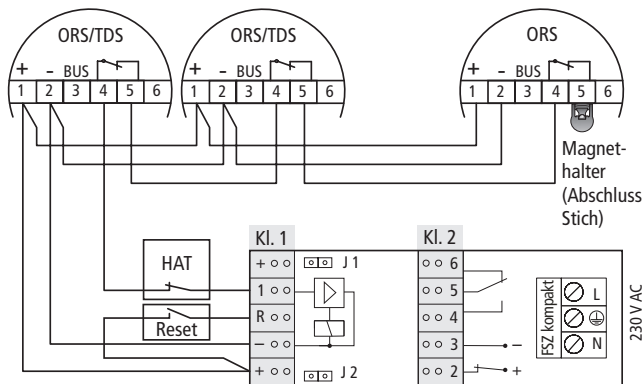 ORS/TDS ORS/TDS ORS
+ - BUS + - BUS + - BUS
1 2 3 4 5 6 1 2 3 4 5 6 1 2 3 4 5 6
Magnet-
halter
(Abschluss
Stich)
Kl. 1 Kl. 2
HAT
Reset
+ J 1
1
R
–
+ J 2
6
5
4
3 –
2 +
FSZ kompakt
L
N
230 V AC